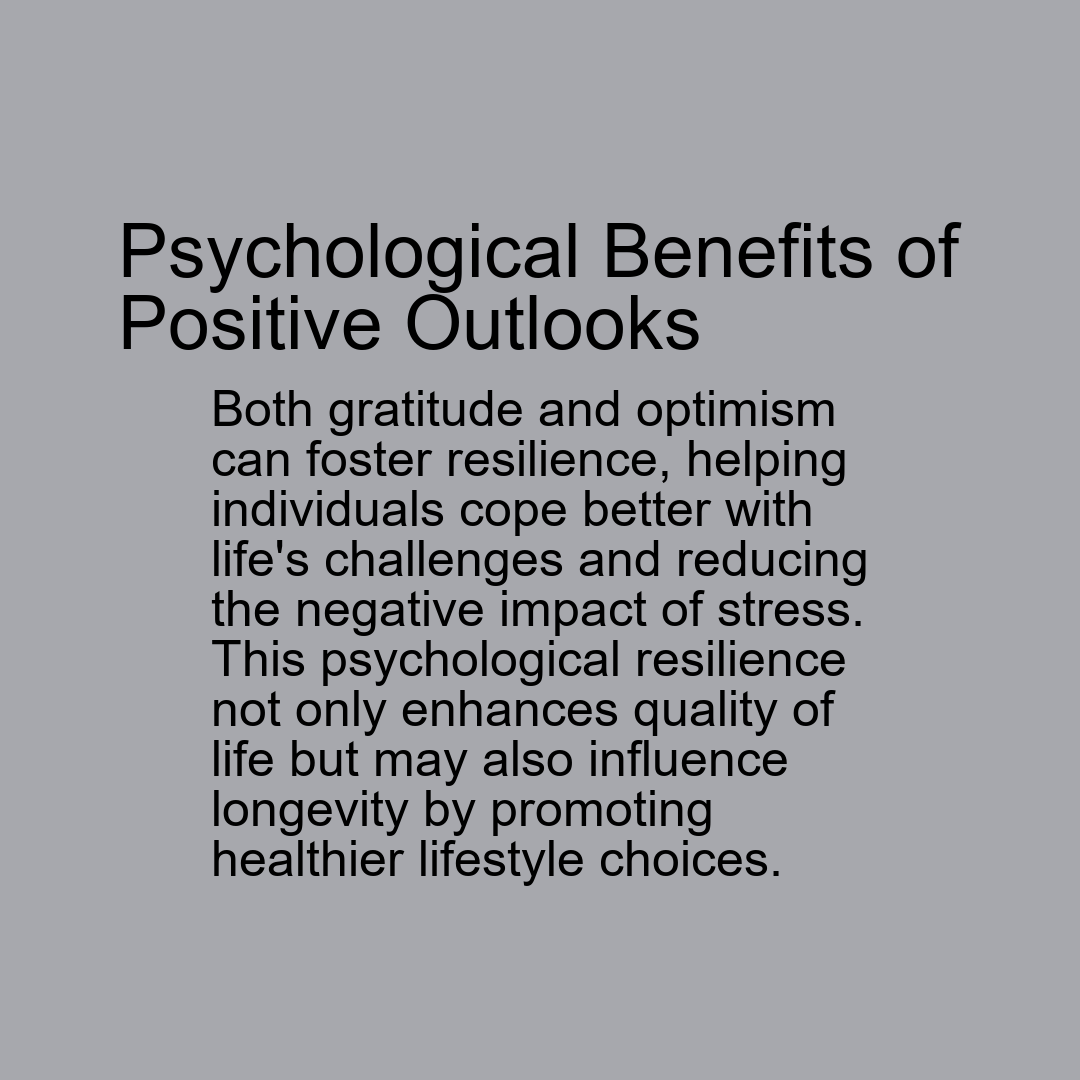 Psychological Benefits of
Positive Outlooks
Both gratitude and optimism
can foster resilience, helping
individuals cope better with
life's challenges and reducing
the negative impact of stress.
This psychological resilience
not only enhances quality of
life but may also influence
longevity by promoting
healthier lifestyle choices.